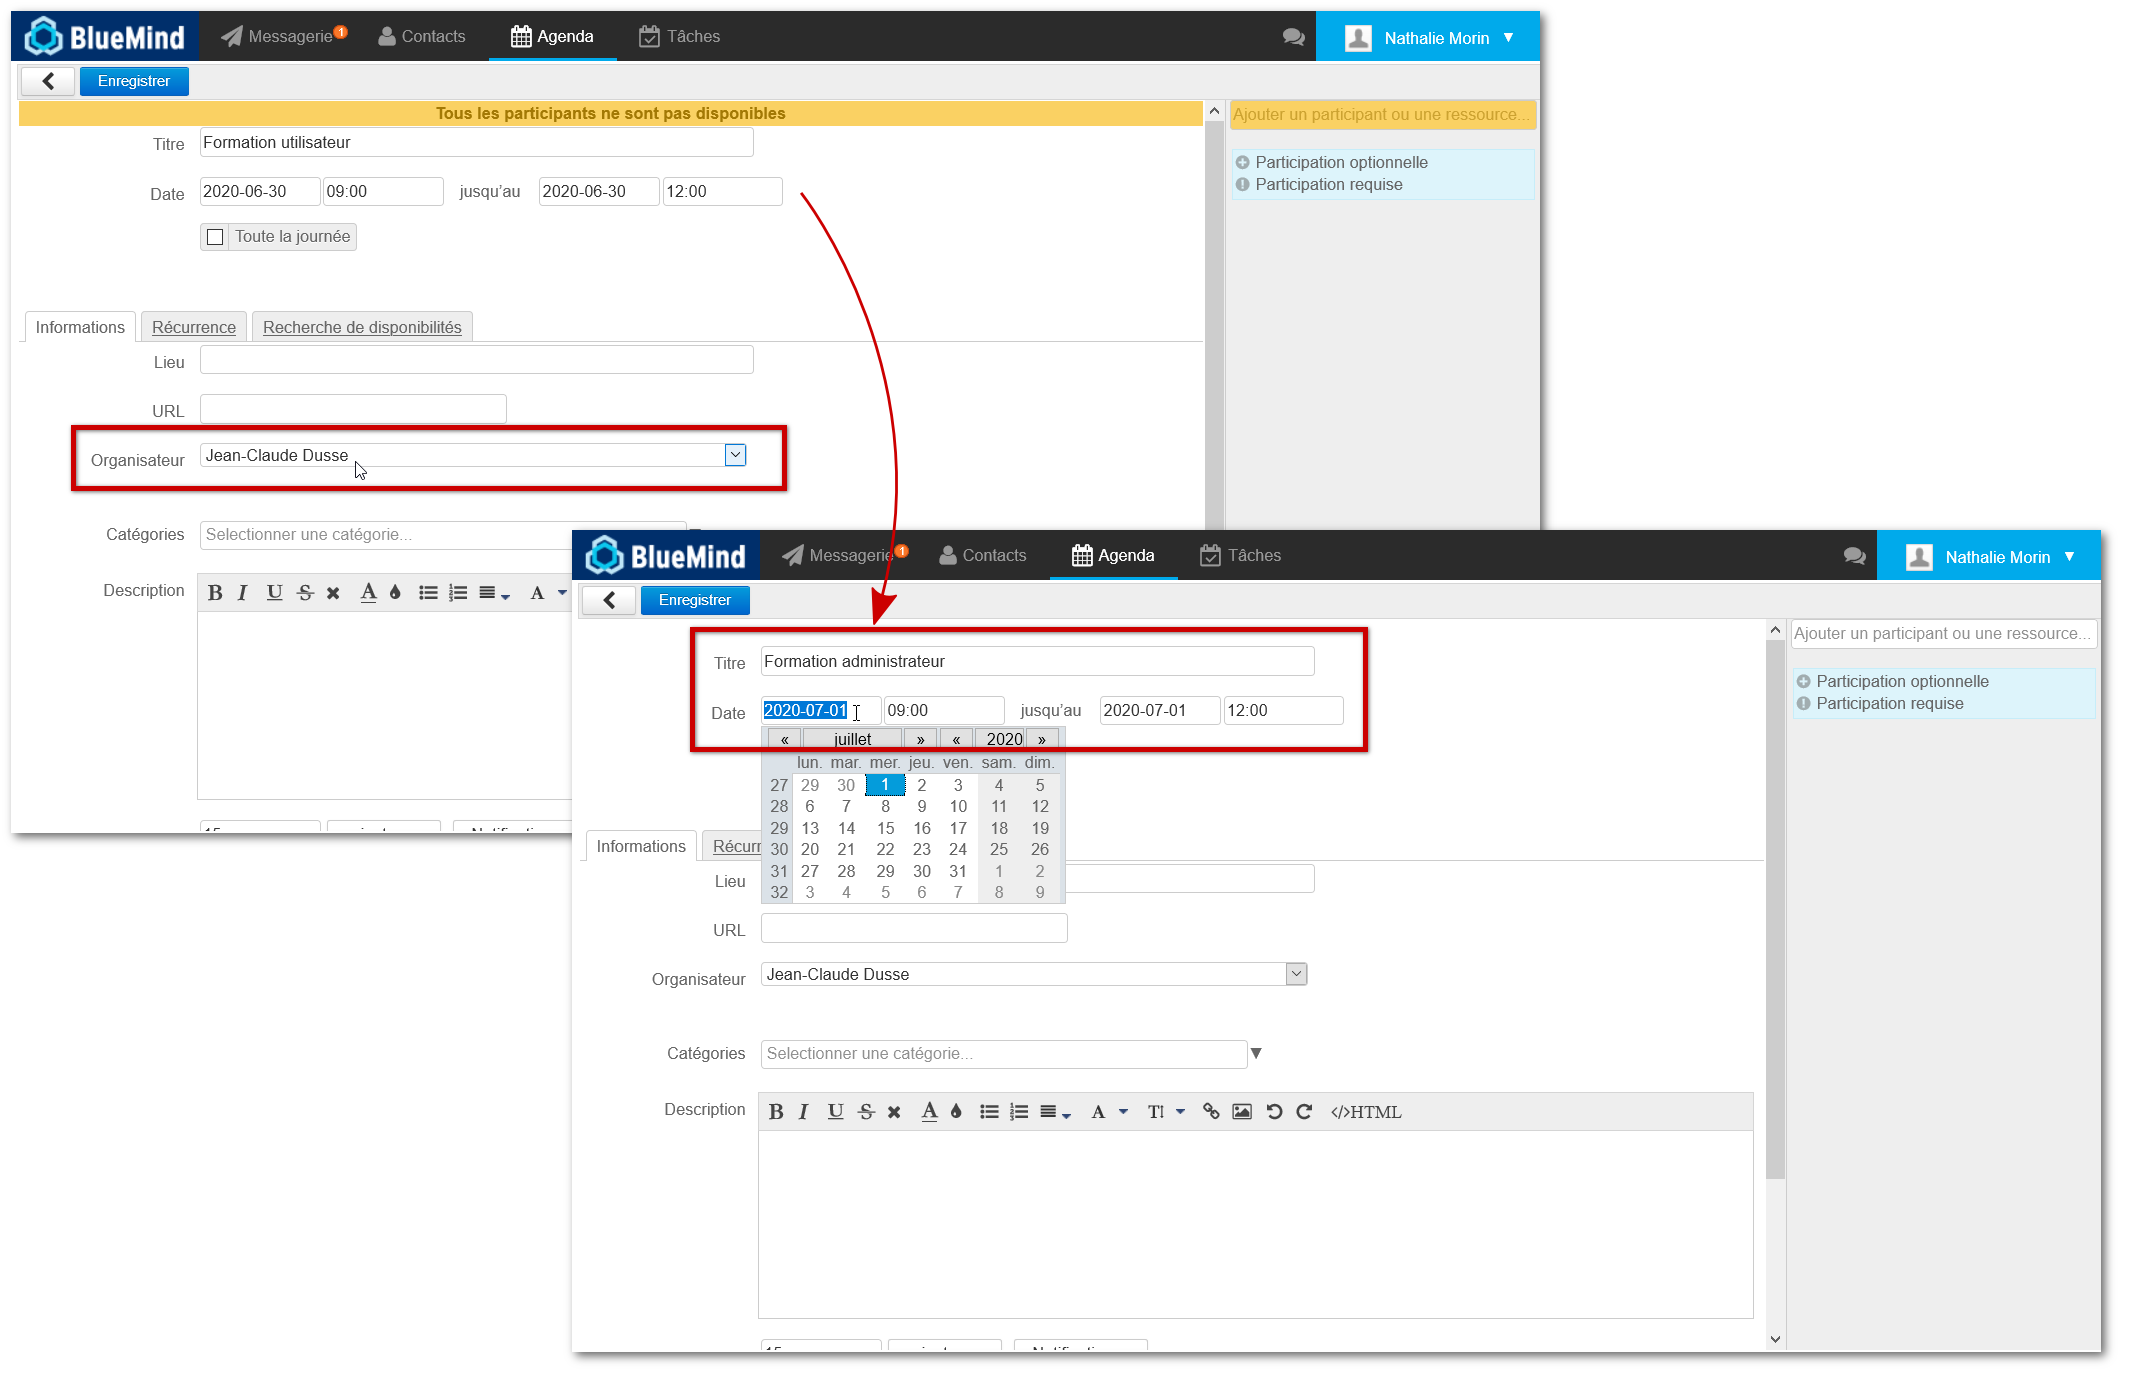 BlueMind Messagerie 1 Contacts Agenda Tâches Nathalie Morin ▼
Enregistrer
Tous les participants ne sont pas disponibles
Ajouter un participant ou une ressource...
Titre Formation utilisateur
Participation optionnelle
Participation requise
Date 2020-06-30 09:00 jusqu'au 2020-06-30 12:00
Toute la journée
Informations Récurrence Recherche de disponibilités
Lieu
URL
Organisateur Jean-Claude Dusse
Catégories Selectionner une catégorie...
Description B I U S A A
BlueMind Messagerie 1 Contacts Agenda Tâches Nathalie Morin ▼
Enregistrer
Ajouter un participant ou une ressource...
Titre Formation administrateur
Participation optionnelle
Participation requise
Date 2020-07-01 09:00 jusqu'au 2020-07-01 12:00
« juillet » « 2020 »
lun. mar. mer. jeu. ven. sam. dim.
27 29 30 1 2 3 4 5
28 6 7 8 9 10 11 12
29 13 14 15 16 17 18 19
30 20 21 22 23 24 25 26
31 27 28 29 30 31 1 2
32 3 4 5 6 7 8 9
Informations Récurr
Lieu
URL
Organisateur Jean-Claude Dusse
Catégories Selectionner une catégorie... ▼
Description B I U S A A TI </>HTML